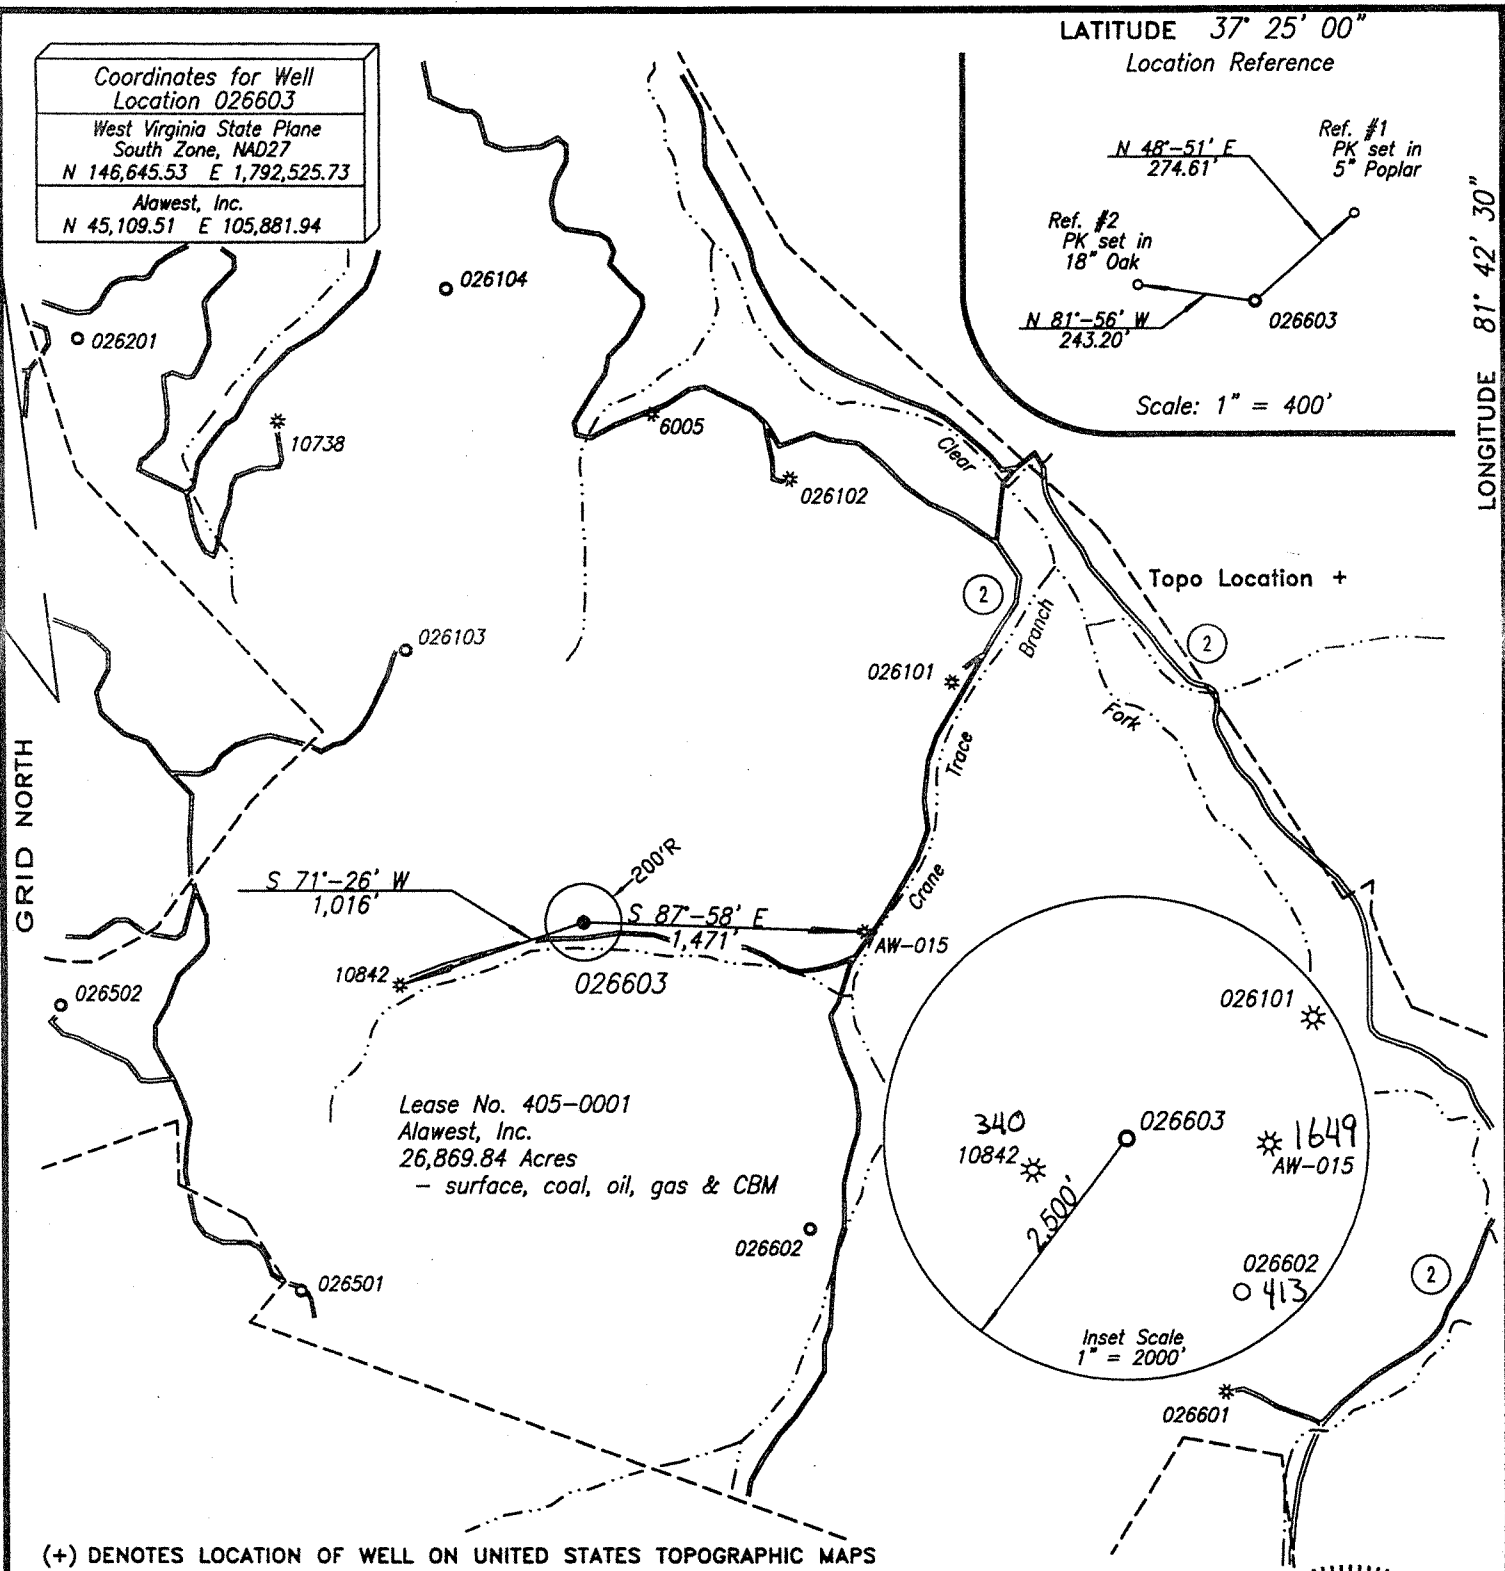 LATITUDE 37° 25' 00"
Location Reference
Coordinates for Well
Location 026603
West Virginia State Plane
South Zone, NAD27
N 146,645.53 E 1,792,525.73
Alawest, Inc.
N 45,109.51 E 105,881.94
N 48°-51' E
274.61'
Ref. #1
PK set in
5" Poplar
Ref. #2
PK set in
18" Oak
N 81°-56' W
243.20'
026603
Scale: 1" = 400'
LONGITUDE 81° 42' 30"
026104
026201
10738
6005
026102
Clear
2
Topo Location +
2
Branch
026103
026101
Fork
Trace
GRID NORTH
200'R
S 71°-26' W
1,016'
S 87°-58' E
1,471'
Crane
AW-015
10842
026603
026502
026101
Lease No. 405-0001
Alawest, Inc.
26,869.84 Acres
- surface, coal, oil, gas & CBM
340
10842
026603
1649
AW-015
2,500'
026602
026602
413
2
026501
Inset Scale
1" = 2000'
026601
(+) DENOTES LOCATION OF WELL ON UNITED STATES TOPOGRAPHIC MAPS